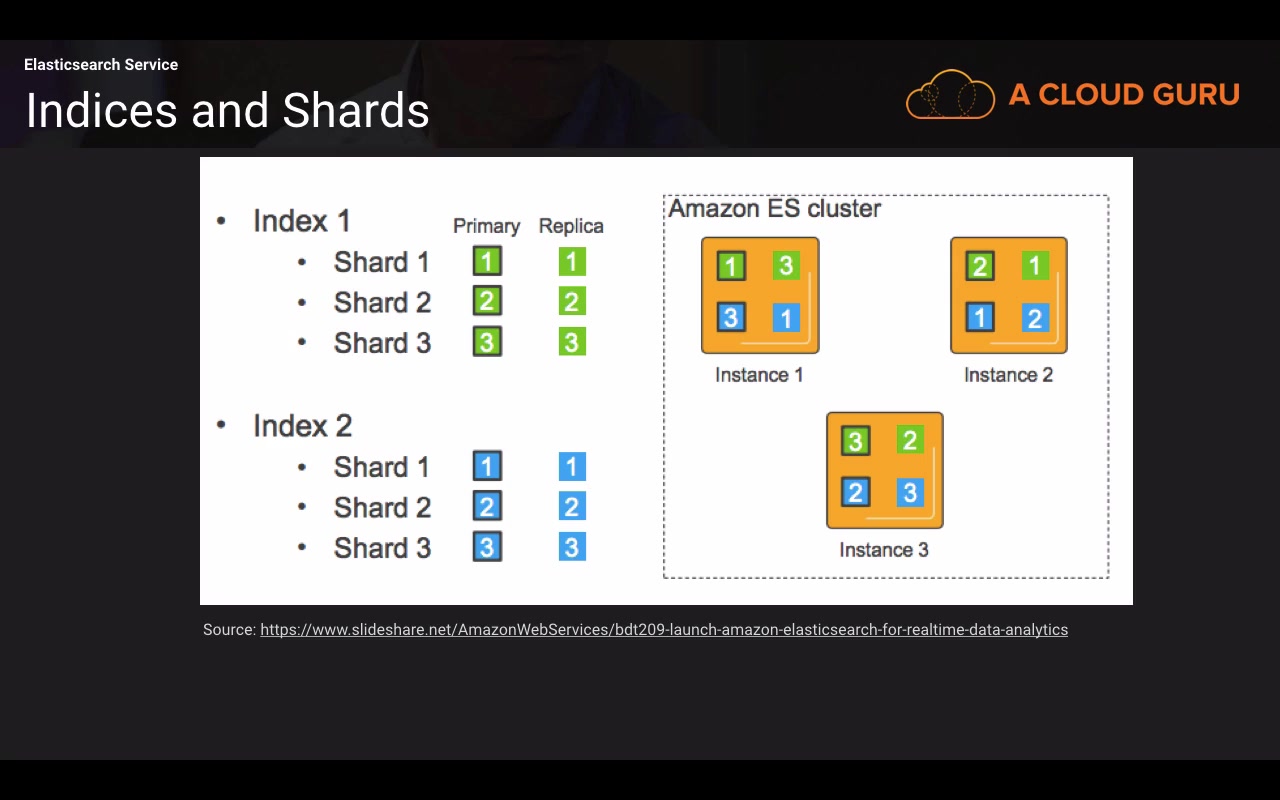 Elasticsearch Service
Indices and Shards
A CLOUD GURU
• Index 1 Primary Replica
• Shard 1 1 1
• Shard 2 2 2
• Shard 3 3 3
• Index 2
• Shard 1 1 1
• Shard 2 2 2
• Shard 3 3 3
Amazon ES cluster
1 3
3 1
Instance 1
2 1
1 2
Instance 2
3 2
2 3
Instance 3
Source: https://www.slideshare.net/AmazonWebServices/bdt209-launch-amazon-elasticsearch-for-realtime-data-analytics